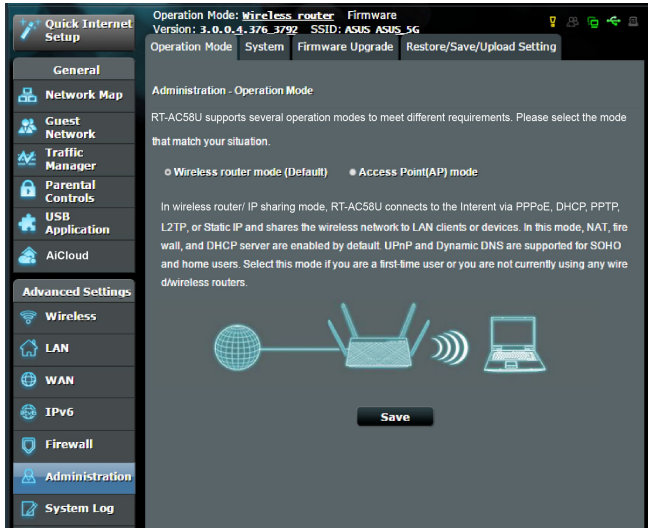 Quick Internet
Setup
General
Network Map
Guest
Network
Traffic
Manager
Parental
Controls
USB
Application
AiCloud
Advanced Settings
Wireless
LAN
WAN
IPv6
Firewall
Administration
System Log
Operation Mode: Wireless router Firmware
Version: 3.0.0.4.376_3792 SSID: ASUS ASUS_5G
Operation Mode System Firmware Upgrade Restore/Save/Upload Setting
Administration - Operation Mode
RT-AC58U supports several operation modes to meet different requirements. Please select the mode
that match your situation.
Wireless router mode (Default) Access Point(AP) mode
In wireless router/ IP sharing mode, RT-AC58U connects to the Interent via PPPoE, DHCP, PPTP,
L2TP, or Static IP and shares the wireless network to LAN clients or devices. In this mode, NAT, fire
wall, and DHCP server are enabled by default. UPnP and Dynamic DNS are supported for SOHO
and home users. Select this mode if you are a first-time user or you are not currently using any wire
d/wireless routers.
Save